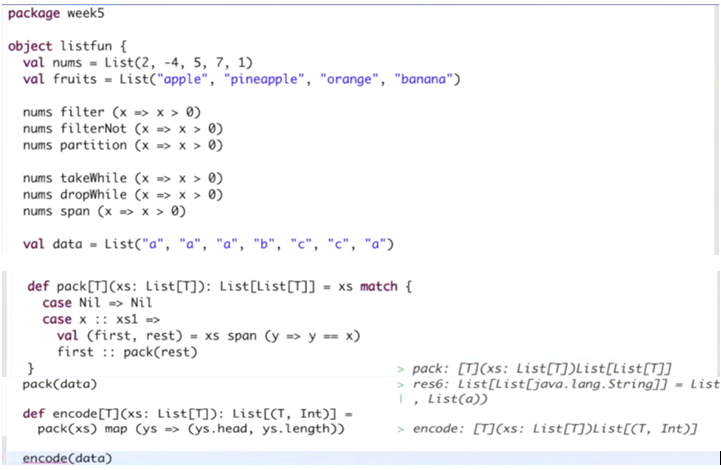 package week5
object listfun {
val nums = List(2, -4, 5, 7, 1)
val fruits = List("apple", "pineapple", "orange", "banana")
nums filter (x => x > 0)
nums filterNot (x => x > 0)
nums partition (x => x > 0)
nums takeWhile (x => x > 0)
nums dropWhile (x => x > 0)
nums span (x => x > 0)
val data = List("a", "a", "a", "b", "c", "c", "a")
def pack[T](xs: List[T]): List[List[T]] = xs match {
case Nil => Nil
case x :: xs1 =>
val (first, rest) = xs span (y => y == x)
first :: pack(rest)
} > pack: [T](xs: List[T])List[List[T]]
pack(data) > res6: List[List[java.lang.String]] = List
| , List(a))
def encode[T](xs: List[T]): List[(T, Int)] =
pack(xs) map (ys => (ys.head, ys.length)) > encode: [T](xs: List[T])List[(T, Int)]
encode(data)